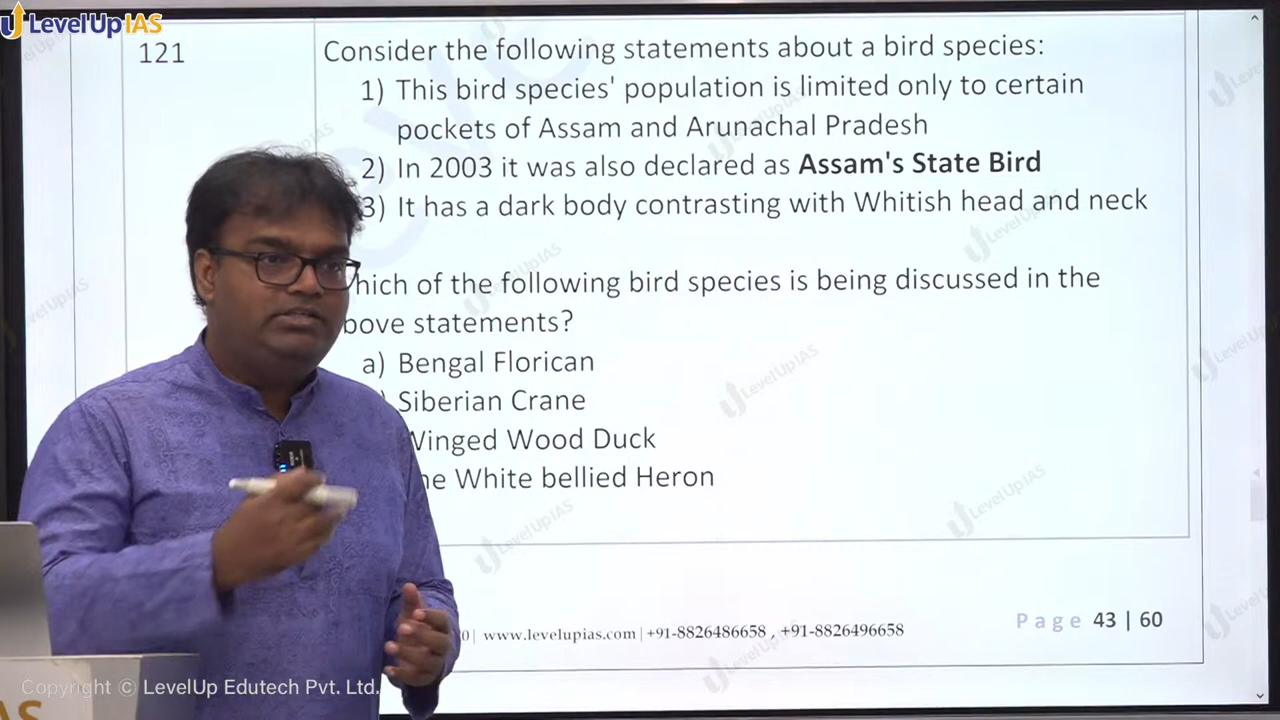 LevelUp IAS
121
Consider the following statements about a bird species:
1) This bird species' population is limited only to certain
pockets of Assam and Arunachal Pradesh
2) In 2003 it was also declared as Assam's State Bird
3) It has a dark body contrasting with Whitish head and neck
hich of the following bird species is being discussed in the
bove statements?
a) Bengal Florican
) Siberian Crane
Winged Wood Duck
he White bellied Heron
0| www.levelupias.com | +91-8826486658 , +91-8826496658
Page 43 | 60
Copyright © LevelUp Edutech Pvt. Ltd.